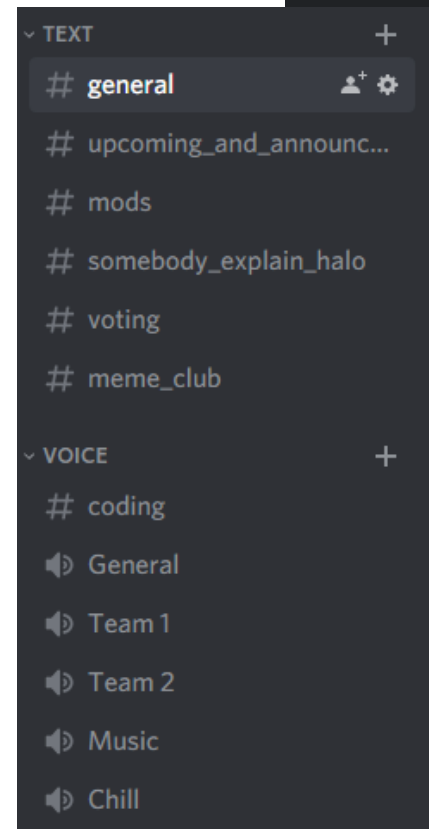 TEXT
# general
# upcoming_and_announc...
# mods
# somebody_explain_halo
# voting
# meme_club
VOICE
# coding
General
Team 1
Team 2
Music
Chill